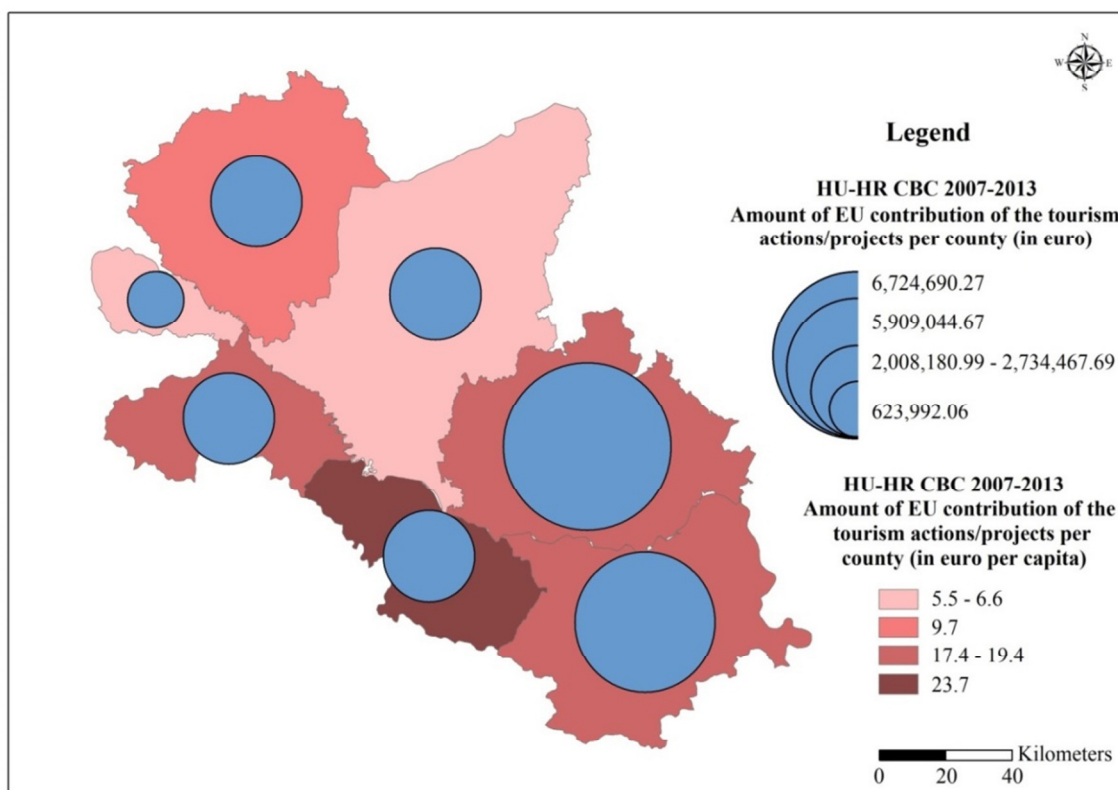 N
W E
S
Legend
HU-HR CBC 2007-2013
Amount of EU contribution of the tourism
actions/projects per county (in euro)
6,724,690.27
5,909,044.67
2,008,180.99 - 2,734,467.69
623,992.06
HU-HR CBC 2007-2013
Amount of EU contribution of the
tourism actions/projects per
county (in euro per capita)
5.5 - 6.6
9.7
17.4 - 19.4
23.7
Kilometers
0 20 40